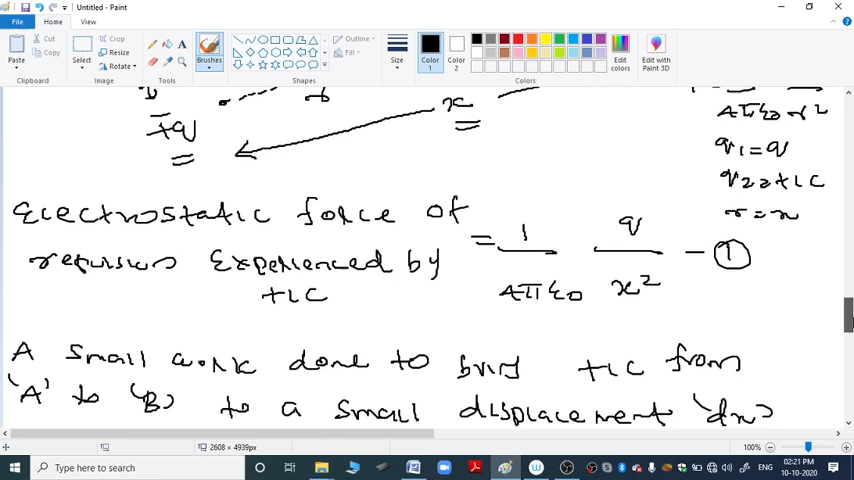 Untitled - Paint
File Home View
Cut
Copy
Paste
Clipboard
Select
Crop
Resize
Rotate
Image
Tools
Brushes
Outline
Fill
Shapes
Size
Color 1
Color 2
Colors
Edit colors
Edit with Paint 3D
+q
x
4πε0 r²
q1=q
q2=+1C
r=x
Electrostatic force of
repulsion experienced by
+1C
= 1/4πε0 q/x² - ①
A small work done to bring +1C from
'A' to 'B' to a small displacement 'dx'
2608 × 4939px
100%
Type here to search
ENG
02:21 PM
10-10-2020